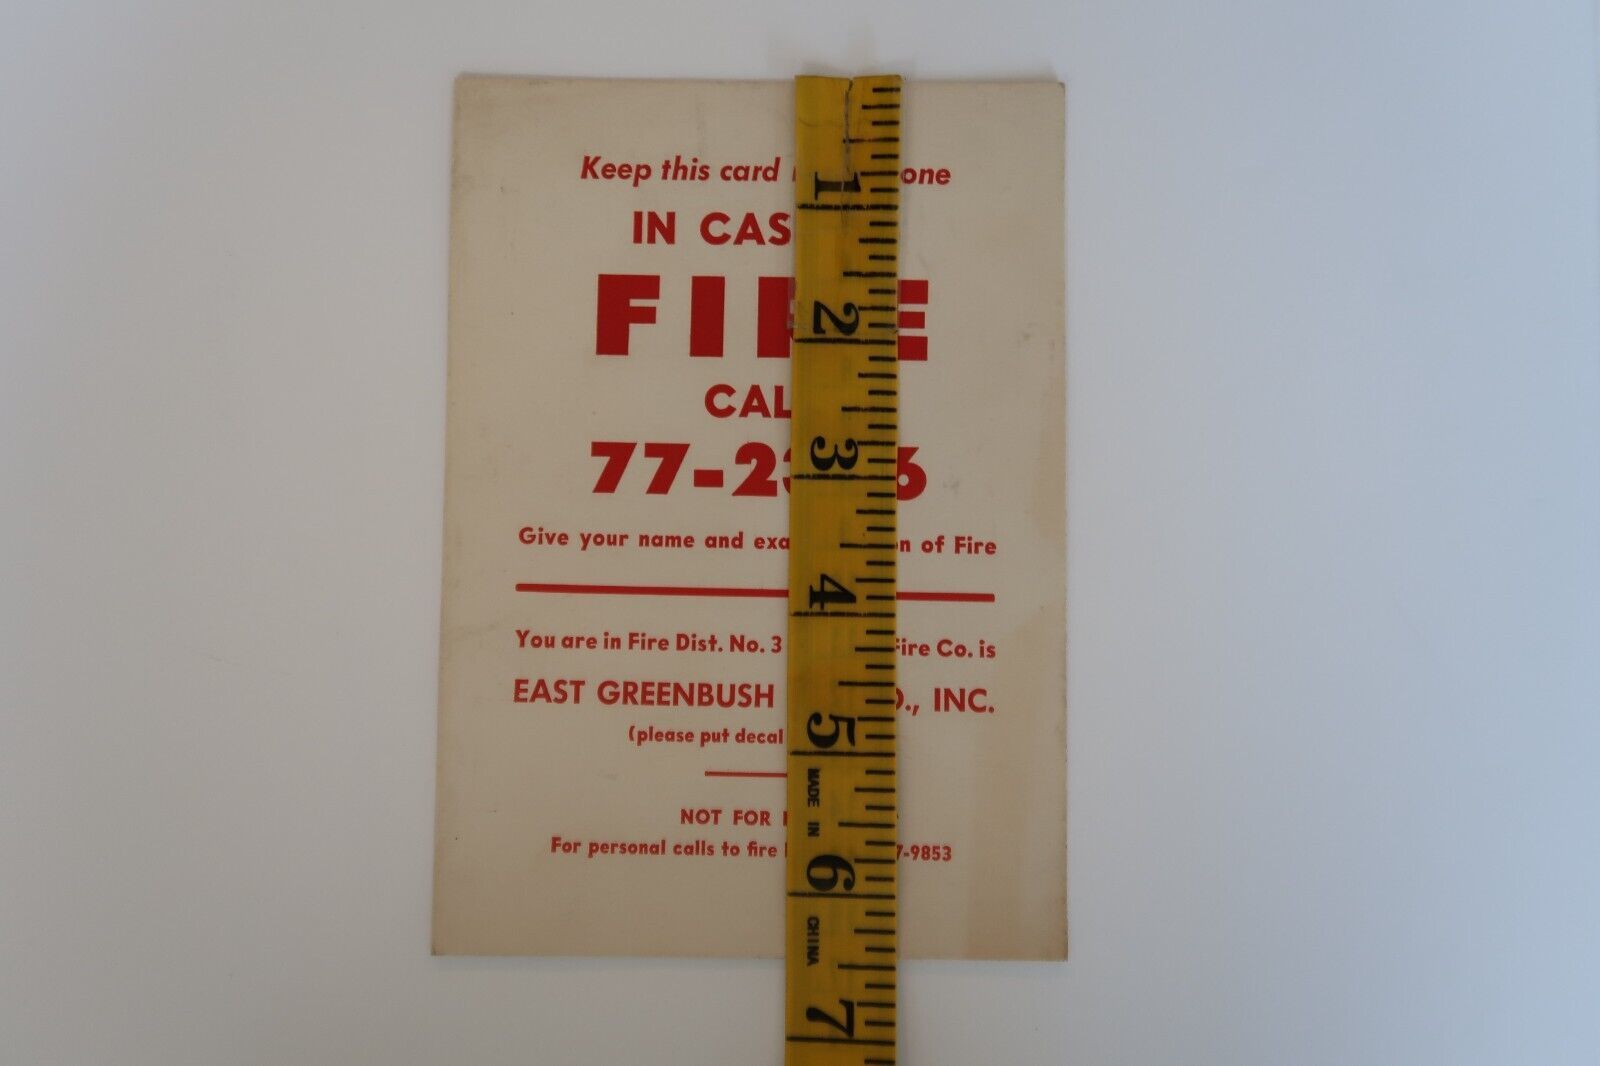 Keep this card one
IN CAS
FIRE
CAL
77-23 6
Give your name and exa n of Fire
You are in Fire Dist. No. 3 Fire Co. is
EAST GREENBUSH O., INC.
(please put decal
NOT FOR
For personal calls to fire 7-9853
1
2
3
4
5
MADE IN
6
CHINA
7